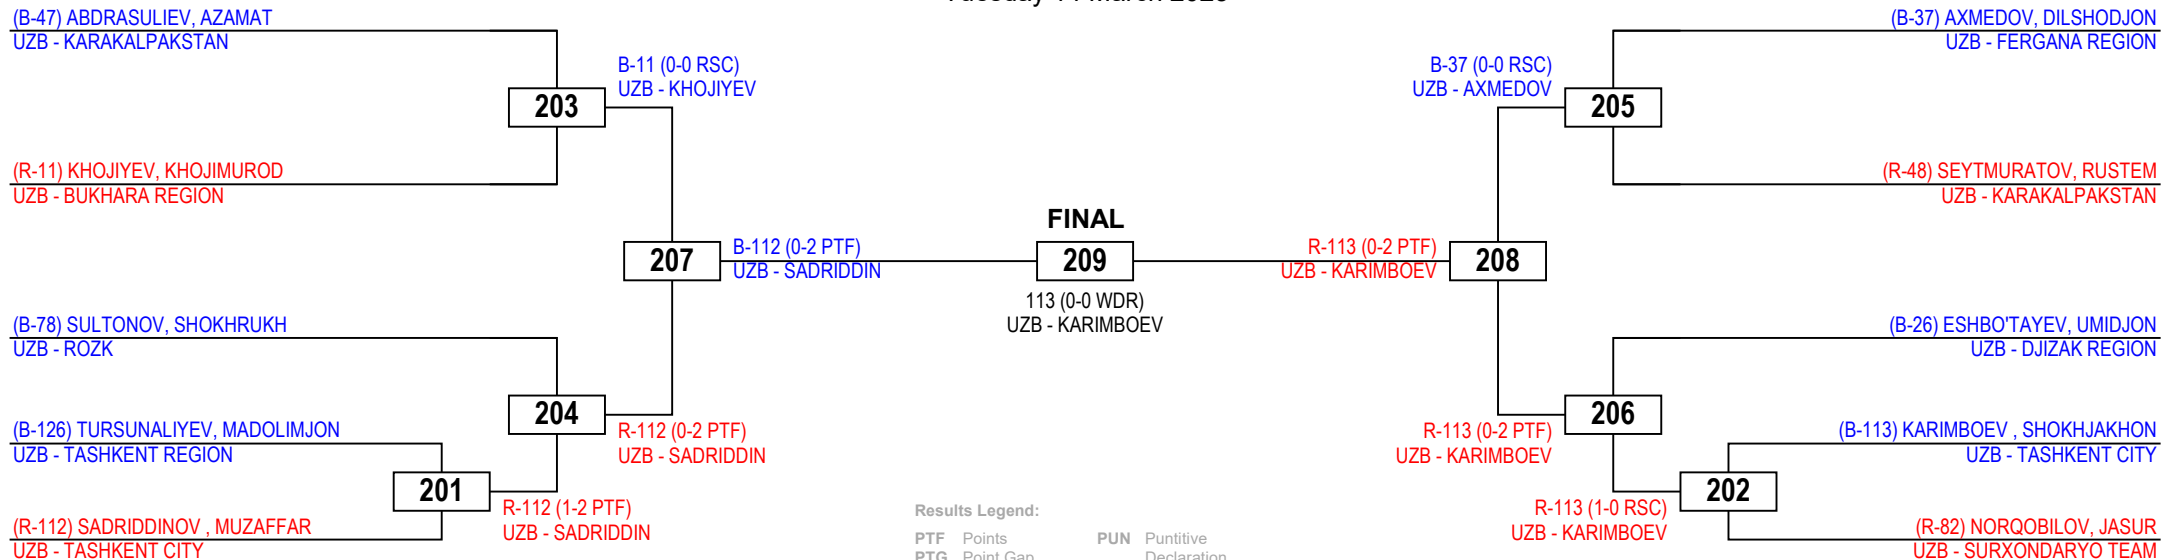 (B-47) ABDRASULIEV, AZAMAT
UZB - KARAKALPAKSTAN
B-11 (0-0 RSC)
UZB - KHOJIYEV
203
(R-11) KHOJIYEV, KHOJIMUROD
UZB - BUKHARA REGION
207
B-112 (0-2 PTF)
UZB - SADRIDDIN
(B-78) SULTONOV, SHOKHRUKH
UZB - ROZK
204
R-112 (0-2 PTF)
UZB - SADRIDDIN
(B-126) TURSUNALIYEV, MADOLIMJON
UZB - TASHKENT REGION
201
R-112 (1-2 PTF)
UZB - SADRIDDIN
(R-112) SADRIDDINOV , MUZAFFAR
UZB - TASHKENT CITY
FINAL
209
113 (0-0 WDR)
UZB - KARIMBOEV
(B-37) AXMEDOV, DILSHODJON
UZB - FERGANA REGION
B-37 (0-0 RSC)
UZB - AXMEDOV
205
(R-48) SEYTMURATOV, RUSTEM
UZB - KARAKALPAKSTAN
R-113 (0-2 PTF)
UZB - KARIMBOEV
208
(B-26) ESHBO'TAYEV, UMIDJON
UZB - DJIZAK REGION
206
R-113 (0-2 PTF)
UZB - KARIMBOEV
(B-113) KARIMBOEV , SHOKHJAKHON
UZB - TASHKENT CITY
202
R-113 (1-0 RSC)
UZB - KARIMBOEV
(R-82) NORQOBILOV, JASUR
UZB - SURXONDARYO TEAM
Results Legend:
PTF Points PUN Puntitive
PTG Point Gap Declaration